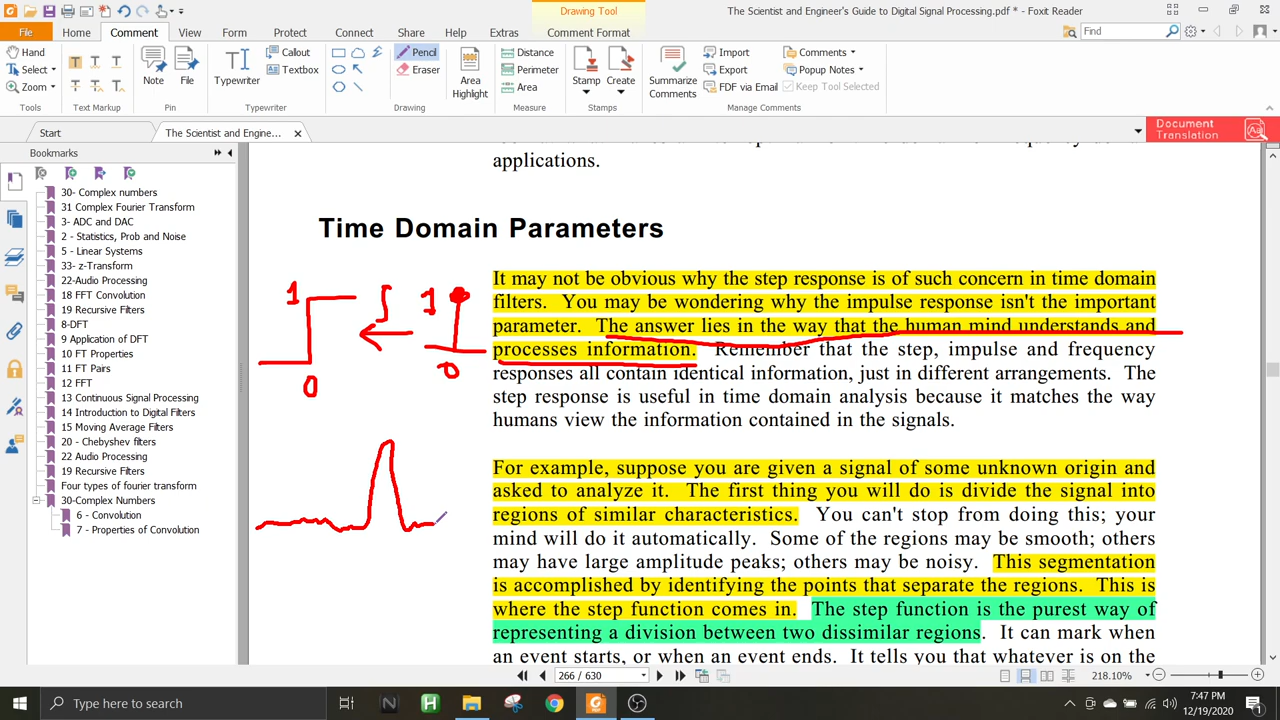 Drawing Tool
The Scientist and Engineer's Guide to Digital Signal Processing.pdf * - Foxit Reader
File Home Comment View Form Protect Connect Share Help Extras Comment Format Find
Hand Select Zoom Tools
Text Markup
Note File Pin
Typewriter Callout Textbox Typewriter
Pencil Eraser Drawing
Area Highlight
Distance Perimeter Area Measure
Stamp Create Stamps
Summarize Comments Import Export FDF via Email Comments Popup Notes Keep Tool Selected Manage Comments
Start The Scientist and Engine...
Document Translation
Bookmarks
30- Complex numbers
31 Complex Fourier Transform
3- ADC and DAC
2 - Statistics, Prob and Noise
5 - Linear Systems
33- z-Transform
22-Audio Processing
18 FFT Convolution
19 Recursive Filters
8-DFT
9 Application of DFT
10 FT Properties
11 FT Pairs
12 FFT
13 Continuous Signal Processing
14 Introduction to Digital Filters
15 Moving Average Filters
20 - Chebyshev filters
22 Audio Processing
19 Recursive Filters
Four types of fourier transform
30-Complex Numbers
6 - Convolution
7 - Properties of Convolution
applications.
Time Domain Parameters
It may not be obvious why the step response is of such concern in time domain
filters. You may be wondering why the impulse response isn't the important
parameter. The answer lies in the way that the human mind understands and
processes information. Remember that the step, impulse and frequency
responses all contain identical information, just in different arrangements. The
step response is useful in time domain analysis because it matches the way
humans view the information contained in the signals.
For example, suppose you are given a signal of some unknown origin and
asked to analyze it. The first thing you will do is divide the signal into
regions of similar characteristics. You can't stop from doing this; your
mind will do it automatically. Some of the regions may be smooth; others
may have large amplitude peaks; others may be noisy. This segmentation
is accomplished by identifying the points that separate the regions. This is
where the step function comes in. The step function is the purest way of
representing a division between two dissimilar regions. It can mark when
an event starts, or when an event ends. It tells you that whatever is on the
1 ∫ 1
0 0
266 / 630
218.10%
Type here to search
7:47 PM
12/19/2020